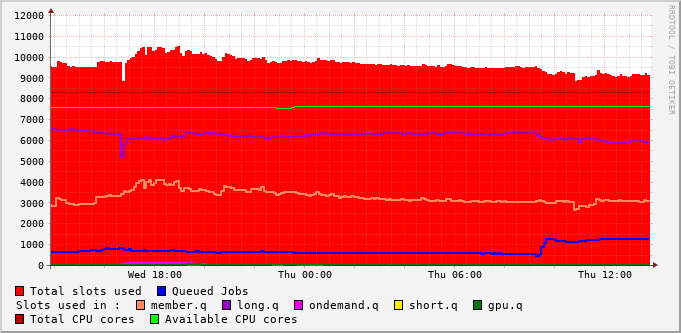 12000
11000
10000
9000
8000
7000
6000
5000
4000
3000
2000
1000
0
Wed 18:00 Thu 00:00 Thu 06:00 Thu 12:00
Total slots used Queued Jobs
Slots used in : member.q long.q ondemand.q short.q gpu.q
Total CPU cores Available CPU cores
RRDTOOL / TOBI OETIKER